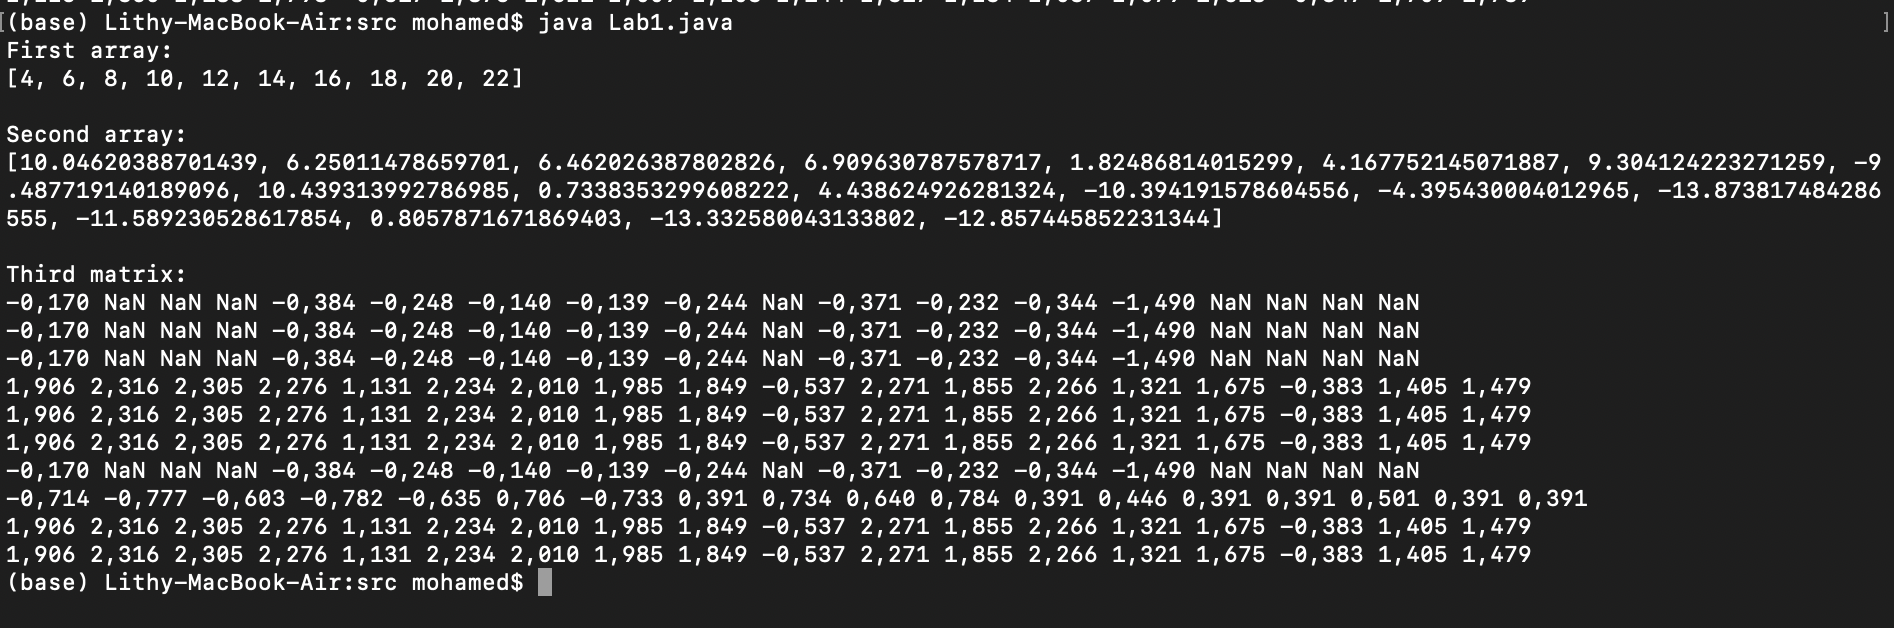 (base) Lithy-MacBook-Air:src mohamed$ java Lab1.java
First array:
[4, 6, 8, 10, 12, 14, 16, 18, 20, 22]
Second array:
[10.04620388701439, 6.25011478659701, 6.462026387802826, 6.909630787578717, 1.82486814015299, 4.167752145071887, 9.304124223271259, -9
.487719140189096, 10.439313992786985, 0.7338353299608222, 4.438624926281324, -10.394191578604556, -4.395430004012965, -13.873817484286
555, -11.589230528617854, 0.8057871671869403, -13.332580043133802, -12.857445852231344]
Third matrix:
-0,170 NaN NaN NaN -0,384 -0,248 -0,140 -0,139 -0,244 NaN -0,371 -0,232 -0,344 -1,490 NaN NaN NaN NaN
-0,170 NaN NaN NaN -0,384 -0,248 -0,140 -0,139 -0,244 NaN -0,371 -0,232 -0,344 -1,490 NaN NaN NaN NaN
-0,170 NaN NaN NaN -0,384 -0,248 -0,140 -0,139 -0,244 NaN -0,371 -0,232 -0,344 -1,490 NaN NaN NaN NaN
1,906 2,316 2,305 2,276 1,131 2,234 2,010 1,985 1,849 -0,537 2,271 1,855 2,266 1,321 1,675 -0,383 1,405 1,479
1,906 2,316 2,305 2,276 1,131 2,234 2,010 1,985 1,849 -0,537 2,271 1,855 2,266 1,321 1,675 -0,383 1,405 1,479
1,906 2,316 2,305 2,276 1,131 2,234 2,010 1,985 1,849 -0,537 2,271 1,855 2,266 1,321 1,675 -0,383 1,405 1,479
-0,170 NaN NaN NaN -0,384 -0,248 -0,140 -0,139 -0,244 NaN -0,371 -0,232 -0,344 -1,490 NaN NaN NaN NaN
-0,714 -0,777 -0,603 -0,782 -0,635 0,706 -0,733 0,391 0,734 0,640 0,784 0,391 0,446 0,391 0,391 0,501 0,391 0,391
1,906 2,316 2,305 2,276 1,131 2,234 2,010 1,985 1,849 -0,537 2,271 1,855 2,266 1,321 1,675 -0,383 1,405 1,479
1,906 2,316 2,305 2,276 1,131 2,234 2,010 1,985 1,849 -0,537 2,271 1,855 2,266 1,321 1,675 -0,383 1,405 1,479
(base) Lithy-MacBook-Air:src mohamed$